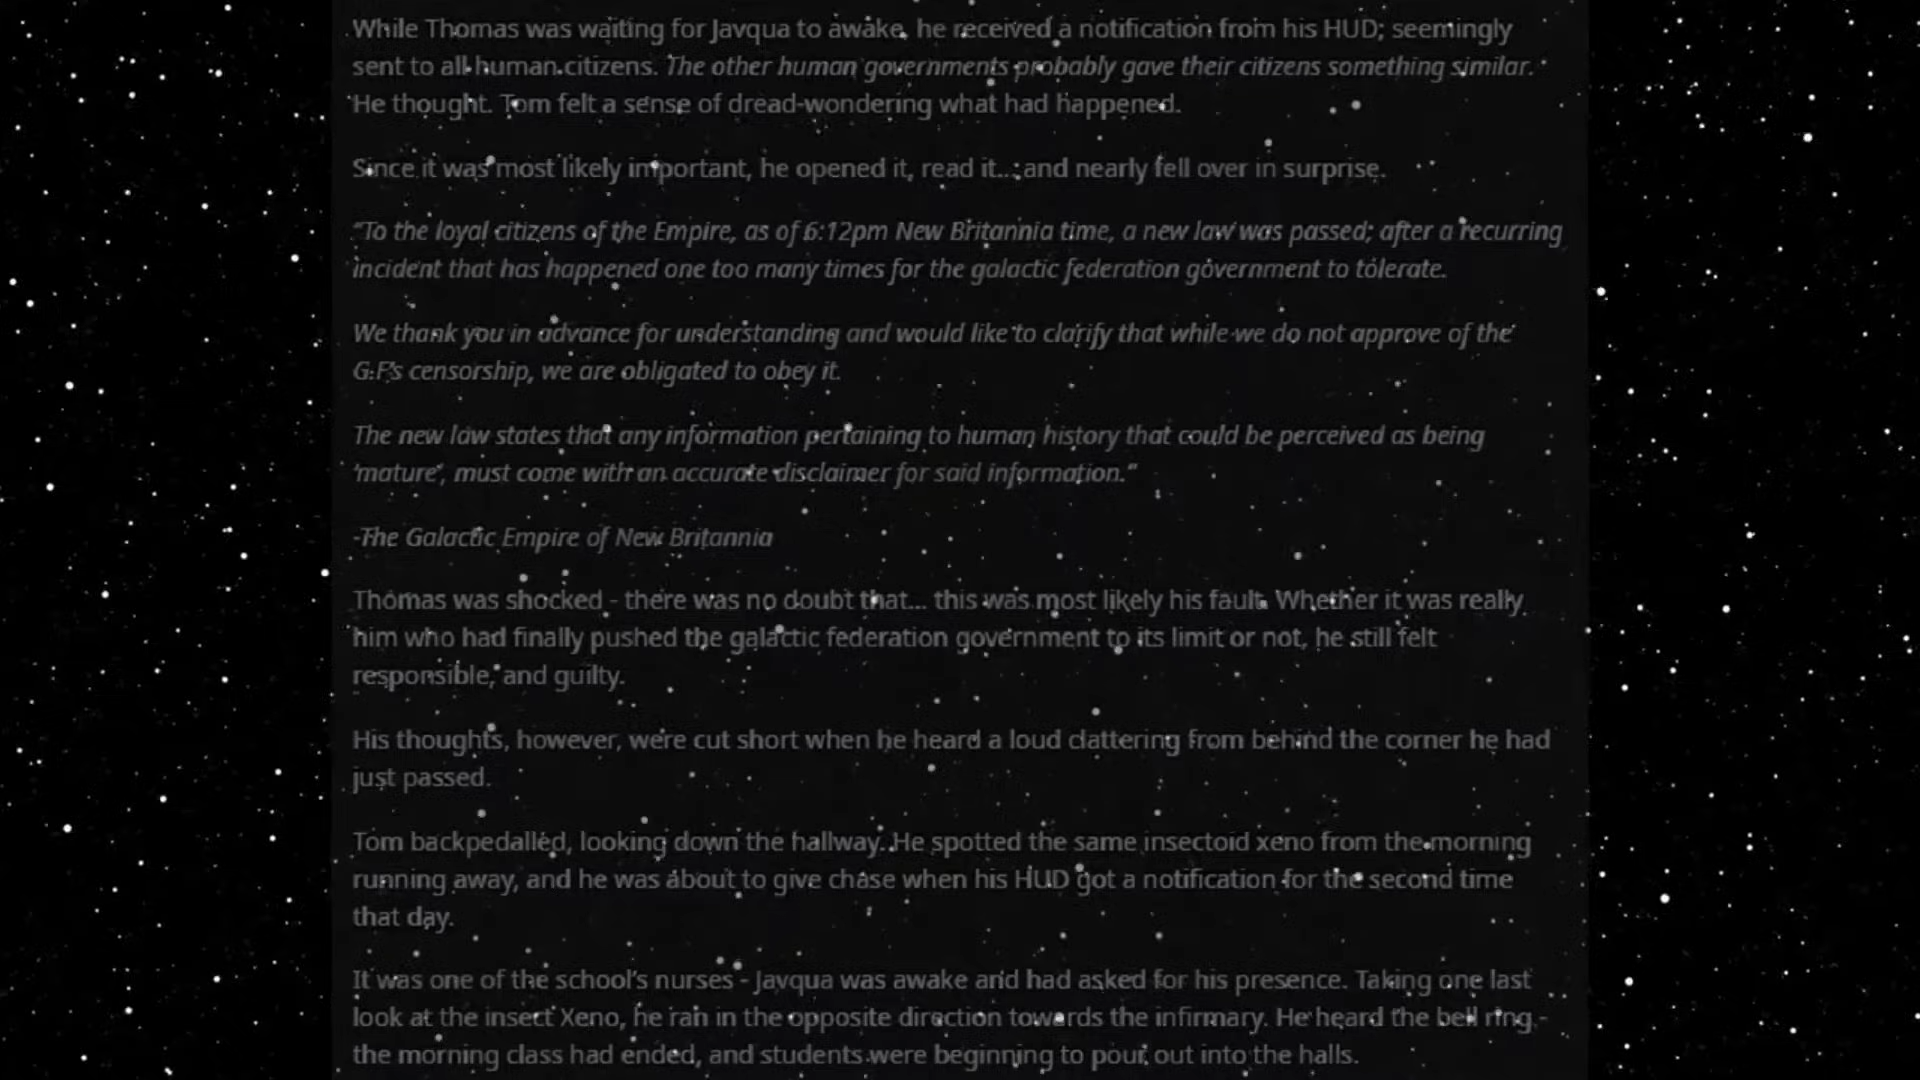 While Thomas was waiting for Javqua to awake, he received a notification from his HUD; seemingly
sent to all human citizens. The other human governments probably gave their citizens something similar.
He thought. Tom felt a sense of dread-wondering what had happened.
Since it was most likely important, he opened it, read it... and nearly fell over in surprise.
“To the loyal citizens of the Empire, as of 6:12pm New Britannia time, a new law was passed; after a recurring
incident that has happened one too many times for the galactic federation government to tolerate.
We thank you in advance for understanding and would like to clarify that while we do not approve of the
G.F’s censorship, we are obligated to obey it.
The new law states that any information pertaining to human history that could be perceived as being
‘mature’, must come with an accurate disclaimer for said information.”
-The Galactic Empire of New Britannia
Thomas was shocked - there was no doubt that... this was most likely his fault. Whether it was really
him who had finally pushed the galactic federation government to its limit or not, he still felt
responsible, and guilty.
His thoughts, however, were cut short when he heard a loud clattering from behind the corner he had
just passed.
Tom backpedalled, looking down the hallway. He spotted the same insectoid xeno from the morning
running away, and he was about to give chase when his HUD got a notification for the second time
that day.
It was one of the school’s nurses - Javqua was awake and had asked for his presence. Taking one last
look at the insect Xeno, he ran in the opposite direction towards the infirmary. He heard the bell ring -
the morning class had ended, and students were beginning to pour out into the halls.